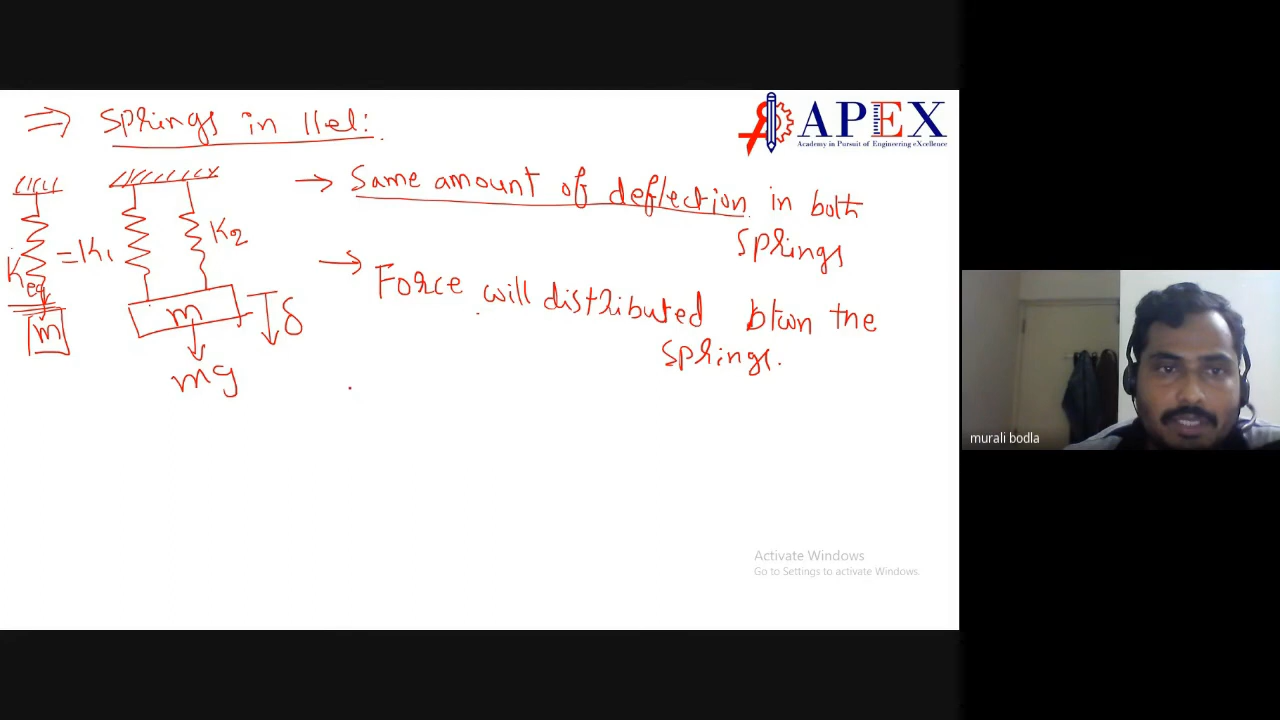 ⇒ Springs in llel:
APEX
Academy in Pursuit of Engineering eXcellence
→ Same amount of deflection in both
springs
K2
= K1
Keq
→ Force will distributed btwn the
springs.
m
m
δ
mg
murali bodla
Activate Windows
Go to Settings to activate Windows.